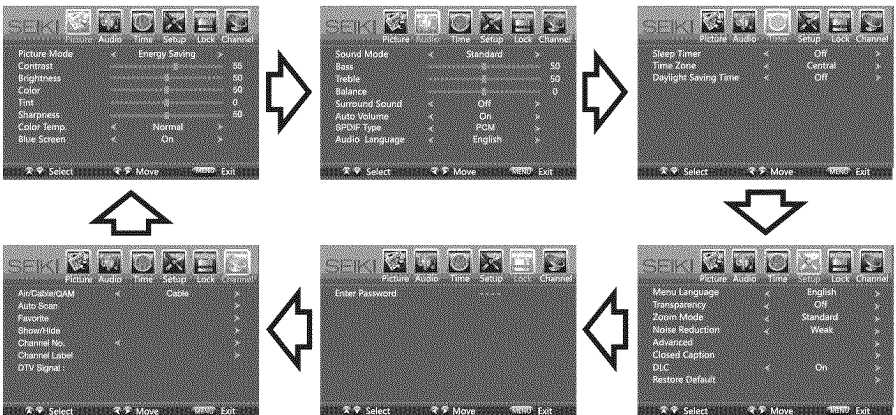 SEIKI
Picture Audio Time Setup Lock Channel
Picture Mode Energy Saving
Contrast 55
Brightness 50
Color 50
Tint 0
Sharpness 50
Color Temp. Normal
Blue Screen On
Select Move MENU Exit
SEIKI
Picture Audio Time Setup Lock Channel
Sound Mode Standard
Bass 50
Treble 50
Balance 0
Surround Sound Off
Auto Volume On
SPDIF Type PCM
Audio Language English
Select Move MENU Exit
SEIKI
Picture Audio Time Setup Lock Channel
Sleep Timer Off
Time Zone Central
Daylight Saving Time Off
Select Move MENU Exit
SEIKI
Picture Audio Time Setup Lock Channel
Air/Cable/QAM Cable
Auto Scan
Favorite
Show/Hide
Channel No.
Channel Label
DTV Signal :
Select Move MENU Exit
SEIKI
Picture Audio Time Setup Lock Channel
Enter Password
Select Move MENU Exit
SEIKI
Picture Audio Time Setup Lock Channel
Menu Language English
Transparency Off
Zoom Mode Standard
Noise Reduction Weak
Advanced
Closed Caption
DLC On
Restore Default
Select Move MENU Exit